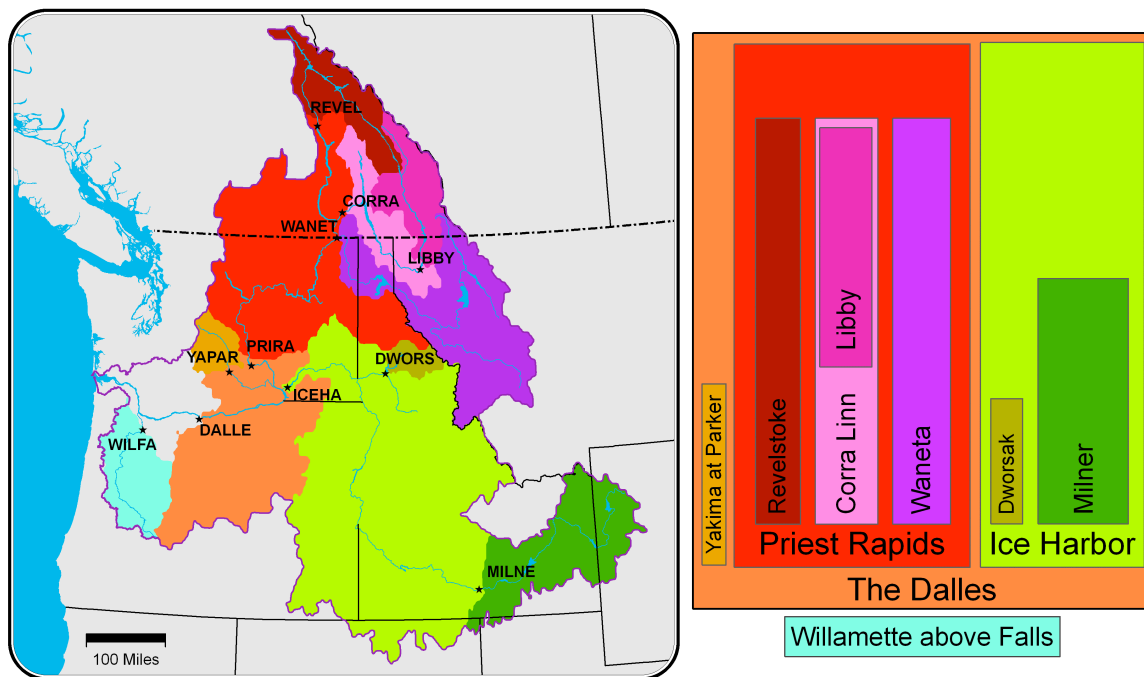 REVEL
CORRA
WANET
LIBBY
PRIRA
YAPAR
DWORS
ICEHA
DALLE
WILFA
MILNE
100 Miles
Yakima at Parker
Revelstoke
Libby
Corra Linn
Waneta
Dworsak
Milner
Priest Rapids
Ice Harbor
The Dalles
Willamette above Falls